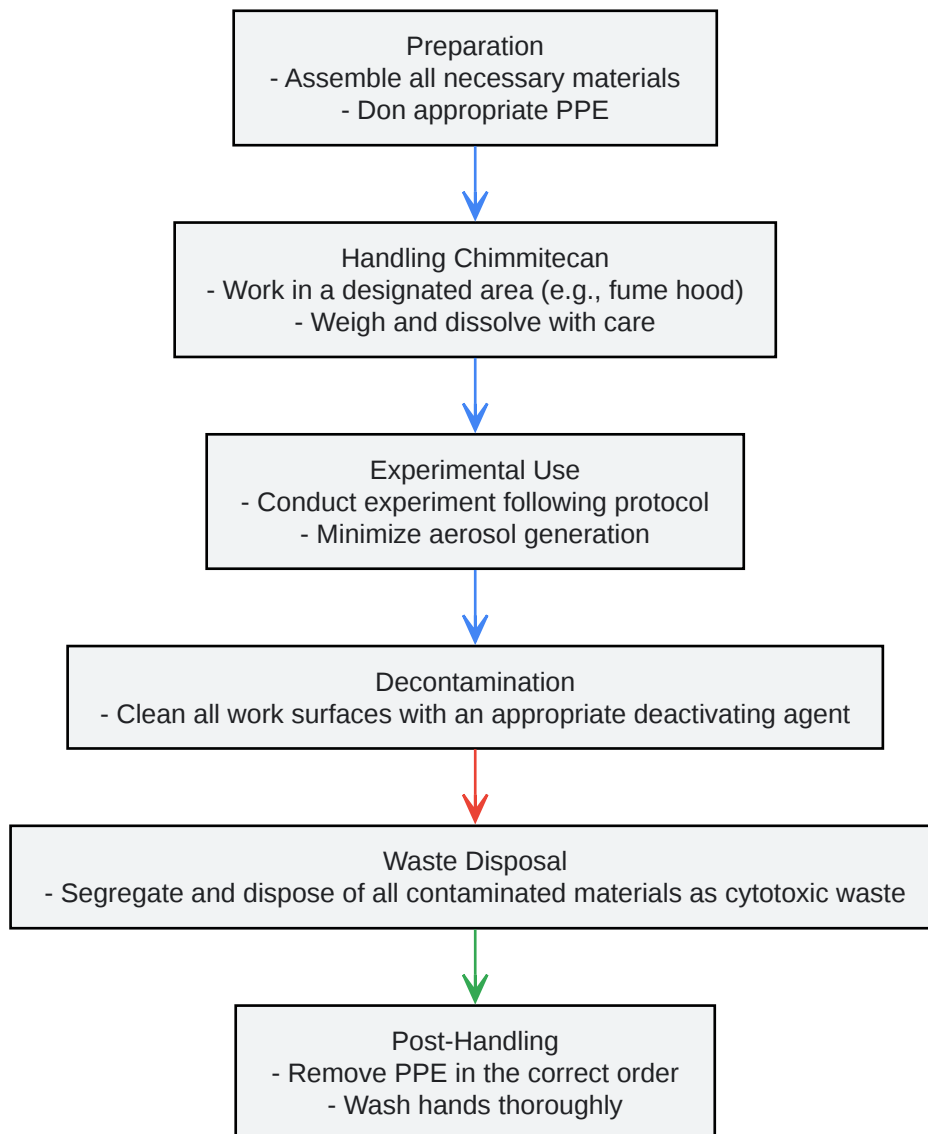 Preparation
- Assemble all necessary materials
- Don appropriate PPE
Handling Chimmitecan
- Work in a designated area (e.g., fume hood)
- Weigh and dissolve with care
Experimental Use
- Conduct experiment following protocol
- Minimize aerosol generation
Decontamination
- Clean all work surfaces with an appropriate deactivating agent
Waste Disposal
- Segregate and dispose of all contaminated materials as cytotoxic waste
Post-Handling
- Remove PPE in the correct order
- Wash hands thoroughly